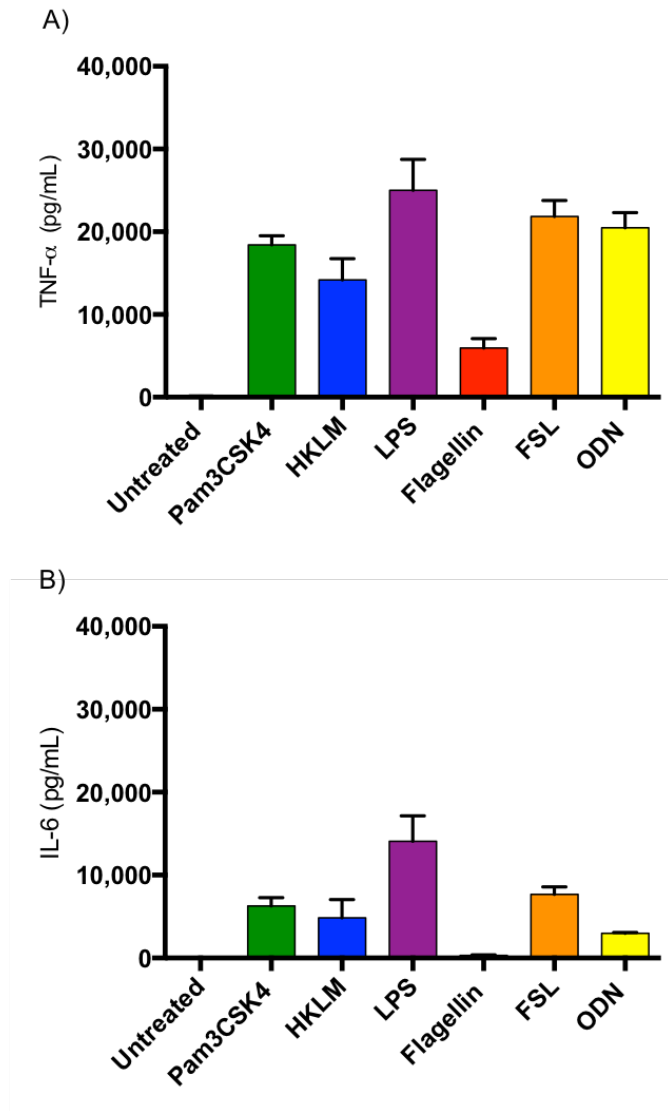 A)
40,000
30,000
20,000
10,000
0
TNF-α (pg/mL)
Untreated
Pam3CSK4
HKLM
LPS
Flagellin
FSL
ODN
B)
40,000
30,000
20,000
10,000
0
IL-6 (pg/mL)
Untreated
Pam3CSK4
HKLM
LPS
Flagellin
FSL
ODN